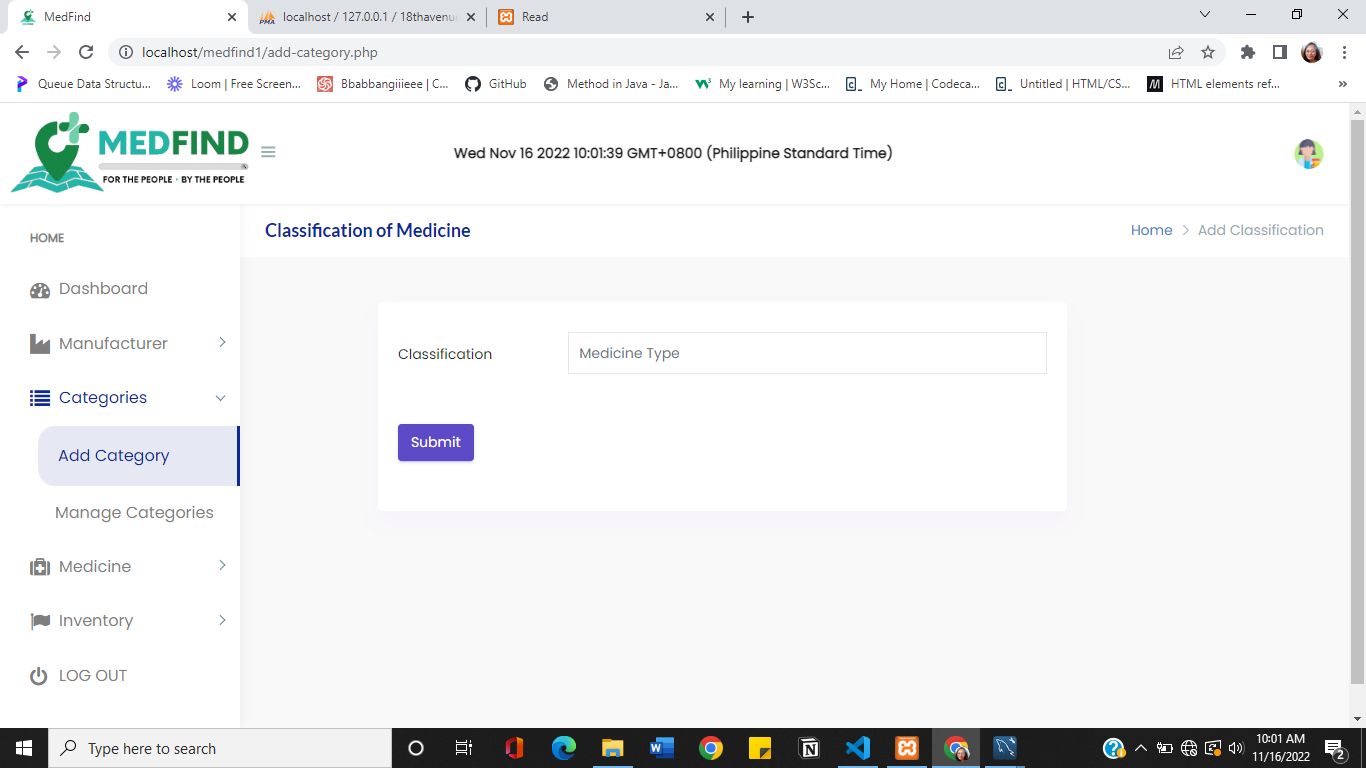 MedFind
localhost / 127.0.0.1 / 18thavenu
Read
localhost/medfind1/add-category.php
Queue Data Structu...
Loom | Free Screen...
Bbabbangiiieee | C...
GitHub
Method in Java - Ja...
My learning | W3Sc...
My Home | Codeca...
Untitled | HTML/CS...
HTML elements ref...
MEDFIND
FOR THE PEOPLE - BY THE PEOPLE
Wed Nov 16 2022 10:01:39 GMT+0800 (Philippine Standard Time)
HOME
Dashboard
Manufacturer
Categories
Add Category
Manage Categories
Medicine
Inventory
LOG OUT
Classification of Medicine
Home > Add Classification
Classification
Medicine Type
Submit
Type here to search
10:01 AM
11/16/2022
2